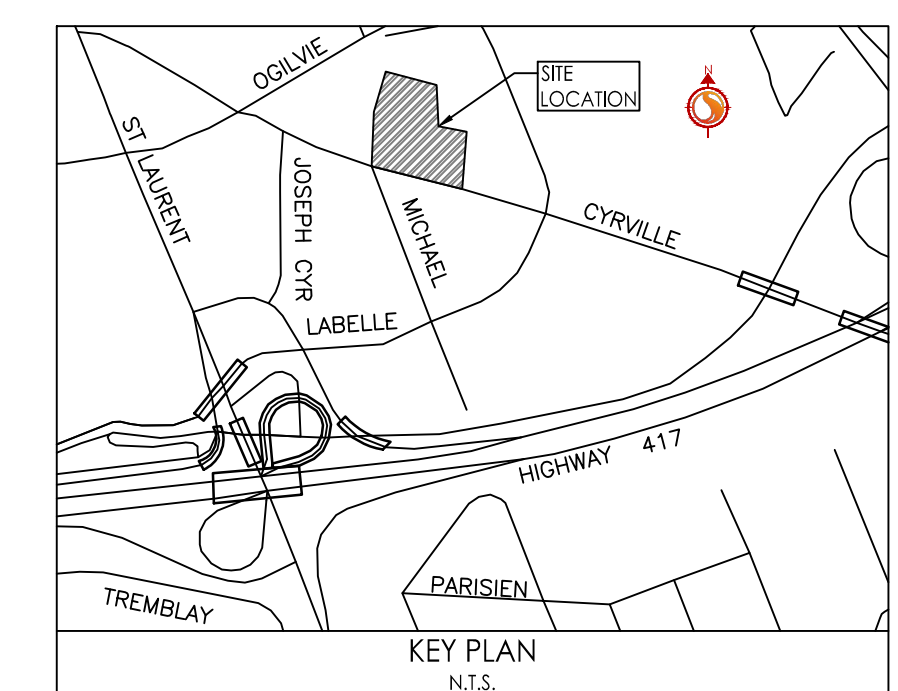 OGILVIE
SITE
LOCATION
N
ST LAURENT
JOSEPH CYR
MICHAEL
CYRVILLE
LABELLE
HIGHWAY 417
PARISIEN
TREMBLAY
KEY PLAN
N.T.S.